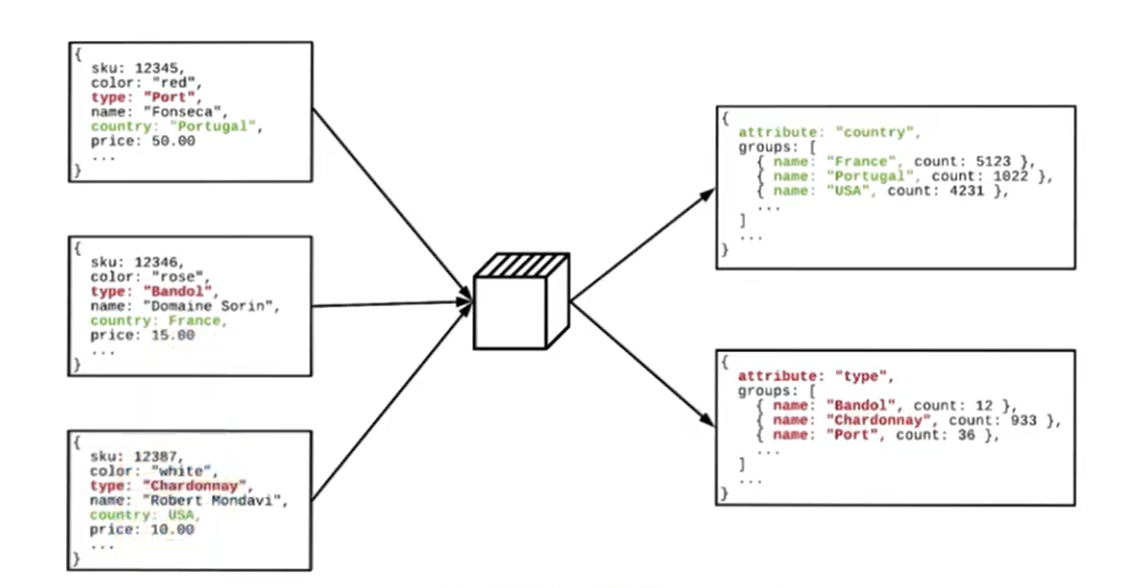 {
sku: 12345,
color: "red",
type: "Port",
name: "Fonseca",
country: "Portugal",
price: 50.00
...
}
{
sku: 12346,
color: "rose",
type: "Bandol",
name: "Domaine Sorin",
country: France,
price: 15.00
...
}
{
sku: 12387,
color: "white",
type: "Chardonnay",
name: "Robert Mondavi",
country: USA,
price: 10.00
...
}
{
attribute: "country",
groups: [
{ name: "France", count: 5123 },
{ name: "Portugal", count: 1022 },
{ name: "USA", count: 4231 },
...
]
...
}
{
attribute: "type",
groups: [
{ name: "Bandol", count: 12 },
{ name: "Chardonnay", count: 933 },
{ name: "Port", count: 36 },
...
]
...
}